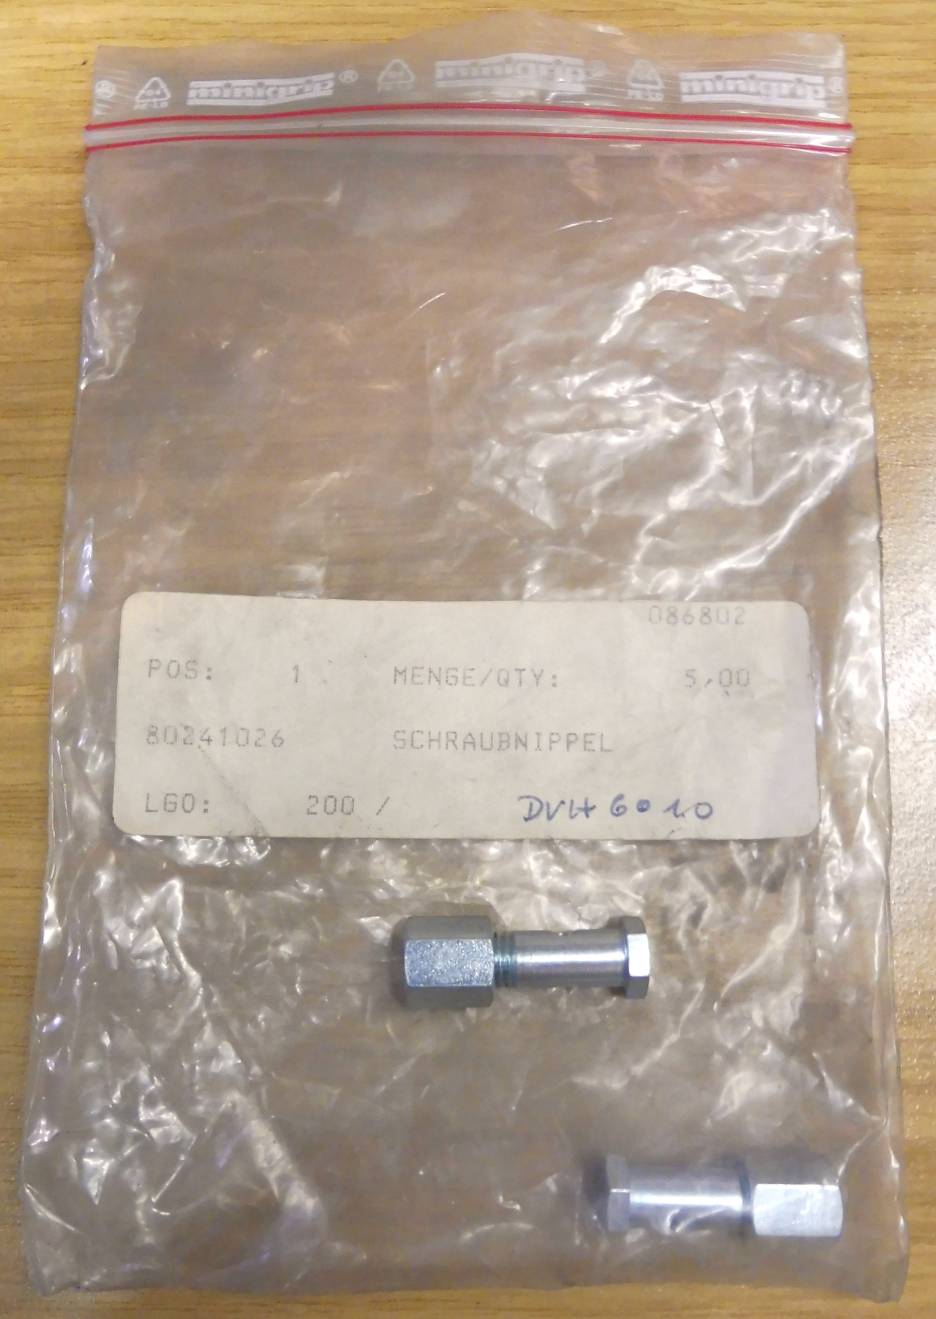 ® minigrip® minigrip® minigrip
086802
POS: 1 MENGE/QTY: 5,00
80241026 SCHRAUBNIPPEL
LGO: 200 / DVH 6010